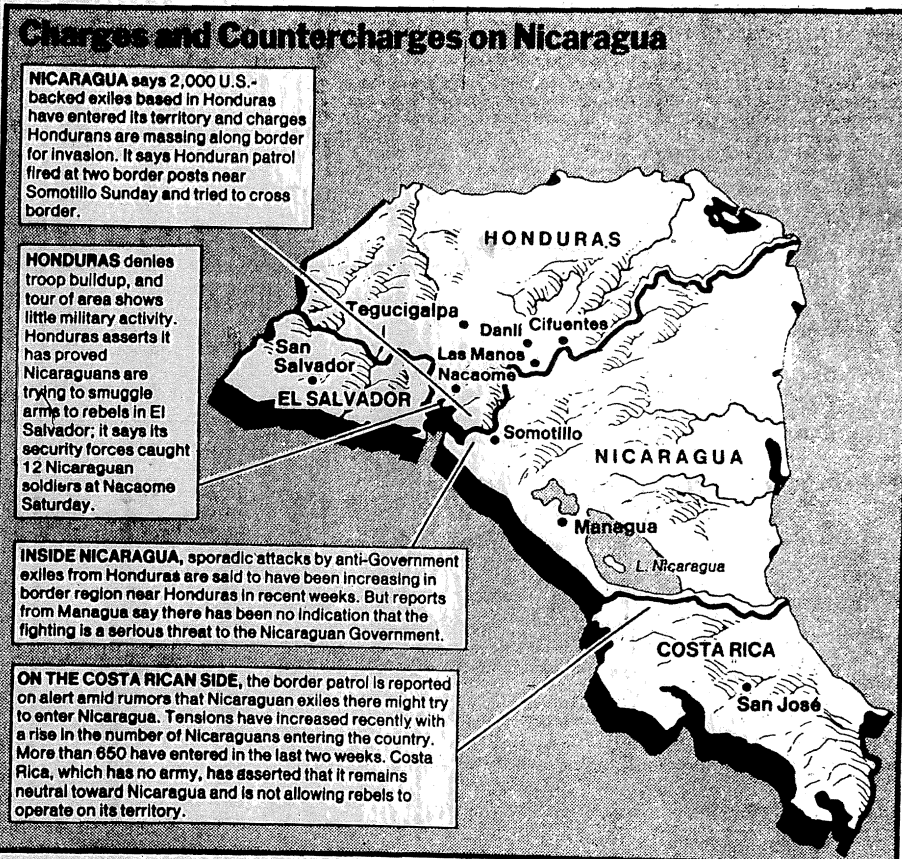 Charges and Countercharges on Nicaragua
NICARAGUA says 2,000 U.S.-
backed exiles based in Honduras
have entered its territory and charges
Hondurans are massing along border
for invasion. It says Honduran patrol
fired at two border posts near
Somotillo Sunday and tried to cross
border.
HONDURAS denies
troop buildup, and
tour of area shows
little military activity.
Honduras asserts it
has proved
Nicaraguans are
trying to smuggle
arms to rebels in El
Salvador; it says its
security forces caught
12 Nicaraguan
soldiers at Nacaome
Saturday.
INSIDE NICARAGUA, sporadic attacks by anti-Government
exiles from Honduras are said to have been increasing in
border region near Honduras in recent weeks. But reports
from Managua say there has been no indication that the
fighting is a serious threat to the Nicaraguan Government.
ON THE COSTA RICAN SIDE, the border patrol is reported
on alert amid rumors that Nicaraguan exiles there might try
to enter Nicaragua. Tensions have increased recently with
a rise in the number of Nicaraguans entering the country.
More than 650 have entered in the last two weeks. Costa
Rica, which has no army, has asserted that it remains
neutral toward Nicaragua and is not allowing rebels to
operate on its territory.
HONDURAS
Tegucigalpa
Danlí
Cifuentes
Las Manos
Nacaome
San
Salvador
EL SALVADOR
Somotillo
NICARAGUA
Managua
L. Nicaragua
COSTA RICA
San José